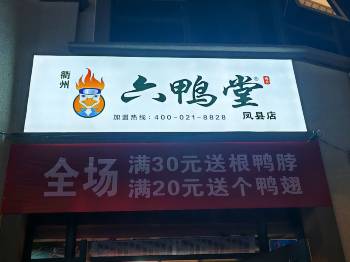 衢州
六鸭堂®
加盟热线:400-021-8828
凤县店
全场
满30元送根鸭脖
满20元送个鸭翅